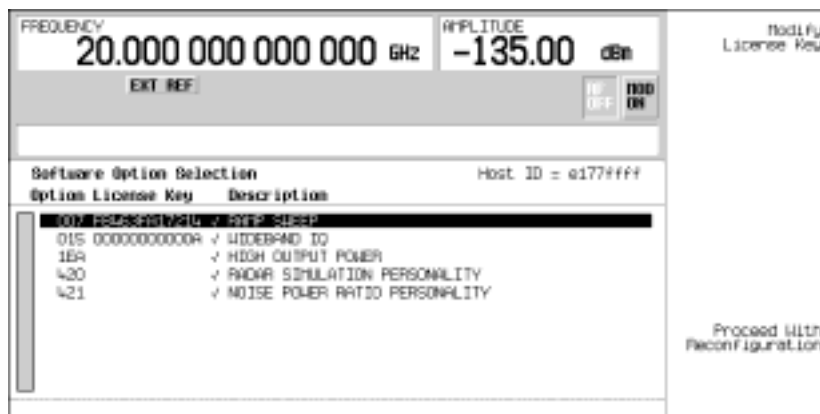 FREQUENCY
20.000 000 000 000 GHz
AMPLITUDE
-135.00 dBm
EXT REF
RF OFF
MOD ON
Modify License Key
Software Option Selection
Host ID = e177ffff
Option License Key Description
007 ✓ RAMP SWEEP
015 00000000000A ✓ WIDEBAND IQ
1EA ✓ HIGH OUTPUT POWER
420 ✓ RADAR SIMULATION PERSONALITY
421 ✓ NOISE POWER RATIO PERSONALITY
Proceed With
Reconfiguration